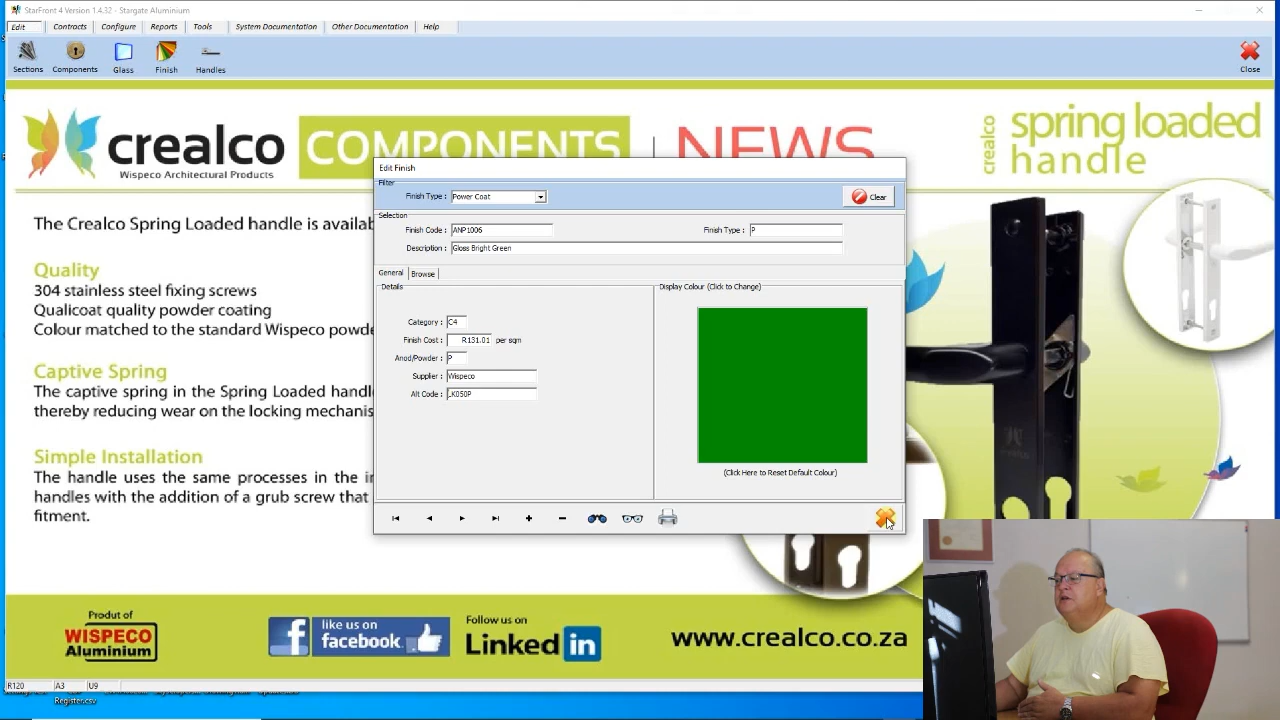 StarFront 4 Version 1.4.32 - Stargate Aluminium
Edit Contracts Configure Reports Tools System Documentation Other Documentation Help
Sections Components Glass Finish Handles Close
crealco COMPONENTS NEWS
Wispeco Architectural Products
crealco
spring loaded
handle
The Crealco Spring Loaded handle is availab
Quality
304 stainless steel fixing screws
Qualicoat quality powder coating
Colour matched to the standard Wispeco powde
Captive Spring
The captive spring in the Spring Loaded handl
thereby reducing wear on the locking mechanis
Simple Installation
The handle uses the same processes in the i
handles with the addition of a grub screw that
fitment.
Edit Finish
Filter
Finish Type : Power Coat Clear
Selection
Finish Code : ANP1006 Finish Type : P
Description : Gloss Bright Green
General Browse
Details
Category : C4
Finish Cost : R131.01 per sqm
Anod/Powder : P
Supplier : Wispeco
Alt Code : .K050P
Display Colour (Click to Change)
(Click Here to Reset Default Colour)
Produt of
WISPECO
Aluminium
like us on
facebook
Follow us on
Linked in
www.crealco.co.za
R120 A3 U9
Register.csv